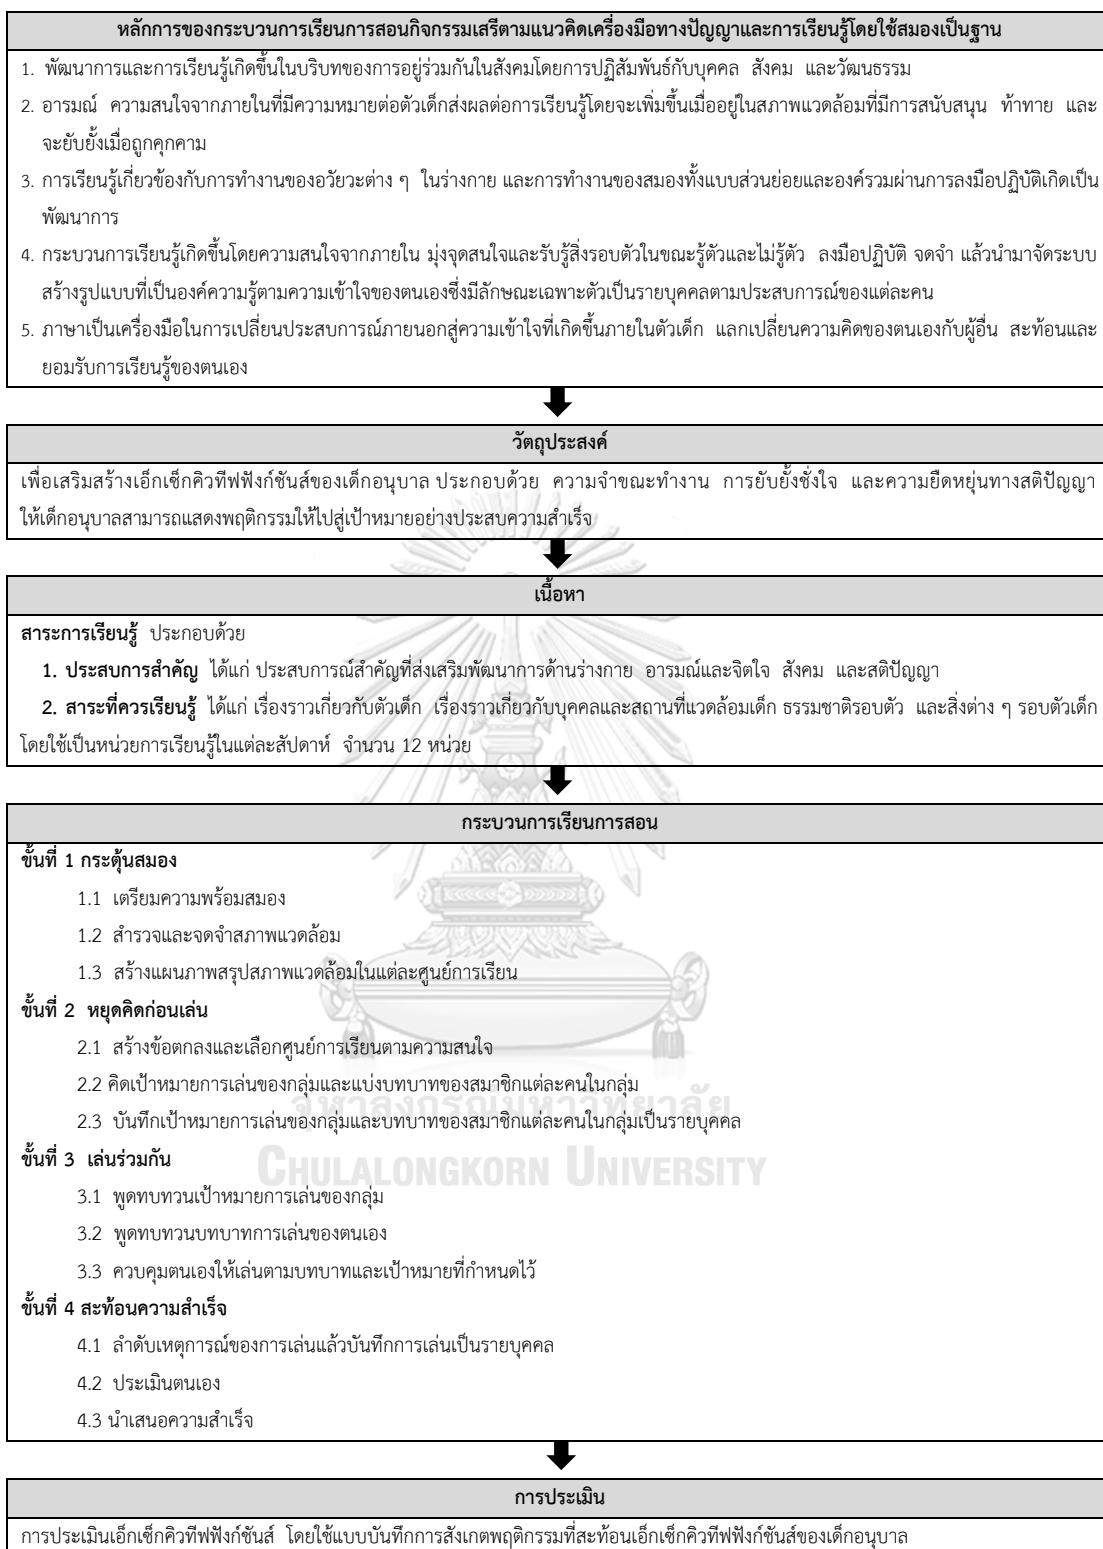 หลักการของกระบวนการเรียนการสอนกิจกรรมเสรีตามแนวคิดเครื่องมือทางปัญญาและการเรียนรู้โดยใช้สมองเป็นฐาน
1. พัฒนาการและการเรียนรู้เกิดขึ้นในบริบทของการอยู่ร่วมกันในสังคมโดยการปฏิสัมพันธ์กับบุคคล สังคม และวัฒนธรรม
2. อารมณ์ ความสนใจจากภายในที่มีความหมายต่อตัวเด็กส่งผลต่อการเรียนรู้โดยจะเพิ่มขึ้นเมื่ออยู่ในสภาพแวดล้อมที่มีการสนับสนุน ท้าทาย และ
จะยับยั้งเมื่อถูกคุกคาม
3. การเรียนรู้เกี่ยวข้องกับการทำงานของอวัยวะต่าง ๆ ในร่างกาย และการทำงานของสมองทั้งแบบส่วนย่อยและองค์รวมผ่านการลงมือปฏิบัติเกิดเป็น
พัฒนาการ
4. กระบวนการเรียนรู้เกิดขึ้นโดยความสนใจจากภายใน มุ่งจุดสนใจและรับรู้สิ่งรอบตัวในขณะรู้ตัวและไม่รู้ตัว ลงมือปฏิบัติ จดจำ แล้วนำมาจัดระบบ
สร้างรูปแบบที่เป็นองค์ความรู้ตามความเข้าใจของตนเองซึ่งมีลักษณะเฉพาะตัวเป็นรายบุคคลตามประสบการณ์ของแต่ละคน
5. ภาษาเป็นเครื่องมือในการเปลี่ยนประสบการณ์ภายนอกสู่ความเข้าใจที่เกิดขึ้นภายในตัวเด็ก แลกเปลี่ยนความคิดของตนเองกับผู้อื่น สะท้อนและ
ยอมรับการเรียนรู้ของตนเอง
วัตถุประสงค์
เพื่อเสริมสร้างเอ็กเซ็กคิวทีฟฟังก์ชันส์ของเด็กอนุบาล ประกอบด้วย ความจำขณะทำงาน การยับยั้งชั่งใจ และความยืดหยุ่นทางสติปัญญา
ให้เด็กอนุบาลสามารถแสดงพฤติกรรมให้ไปสู่เป้าหมายอย่างประสบความสำเร็จ
เนื้อหา
สาระการเรียนรู้ ประกอบด้วย
1. ประสบการสำคัญ ได้แก่ ประสบการณ์สำคัญที่ส่งเสริมพัฒนาการด้านร่างกาย อารมณ์และจิตใจ สังคม และสติปัญญา
2. สาระที่ควรเรียนรู้ ได้แก่ เรื่องราวเกี่ยวกับตัวเด็ก เรื่องราวเกี่ยวกับบุคคลและสถานที่แวดล้อมเด็ก ธรรมชาติรอบตัว และสิ่งต่าง ๆ รอบตัวเด็ก
โดยใช้เป็นหน่วยการเรียนรู้ในแต่ละสัปดาห์ จำนวน 12 หน่วย
กระบวนการเรียนการสอน
ขั้นที่ 1 กระตุ้นสมอง
1.1 เตรียมความพร้อมสมอง
1.2 สำรวจและจดจำสภาพแวดล้อม
1.3 สร้างแผนภาพสรุปสภาพแวดล้อมในแต่ละศูนย์การเรียน
ขั้นที่ 2 หยุดคิดก่อนเล่น
2.1 สร้างข้อตกลงและเลือกศูนย์การเรียนตามความสนใจ
2.2 คิดเป้าหมายการเล่นของกลุ่มและแบ่งบทบาทของสมาชิกแต่ละคนในกลุ่ม
2.3 บันทึกเป้าหมายการเล่นของกลุ่มและบทบาทของสมาชิกแต่ละคนในกลุ่มเป็นรายบุคคล
จุฬาลงกรณ์มหาวิทยาลัย
CHULALONGKORN UNIVERSITY
ขั้นที่ 3 เล่นร่วมกัน
3.1 พูดทบทวนเป้าหมายการเล่นของกลุ่ม
3.2 พูดทบทวนบทบาทการเล่นของตนเอง
3.3 ควบคุมตนเองให้เล่นตามบทบาทและเป้าหมายที่กำหนดไว้
ขั้นที่ 4 สะท้อนความสำเร็จ
4.1 ลำดับเหตุการณ์ของการเล่นแล้วบันทึกการเล่นเป็นรายบุคคล
4.2 ประเมินตนเอง
4.3 นำเสนอความสำเร็จ
การประเมิน
การประเมินเอ็กเซ็กคิวทีฟฟังก์ชันส์ โดยใช้แบบบันทึกการสังเกตพฤติกรรมที่สะท้อนเอ็กเซ็กคิวทีฟฟังก์ชันส์ของเด็กอนุบาล